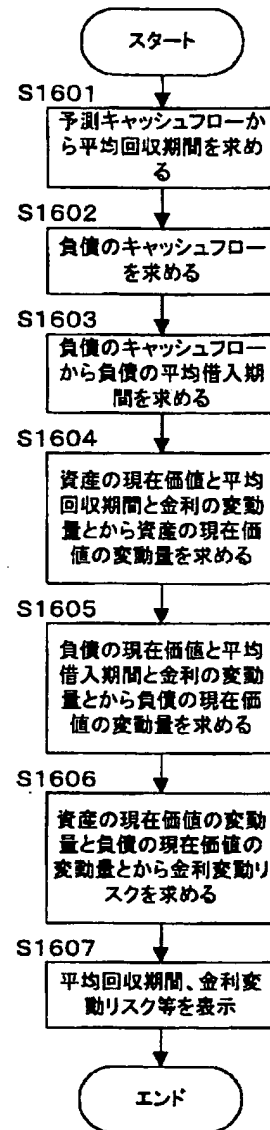 スタート
S1601
予測キャッシュフローか
ら平均回収期間を求め
る
S1602
負債のキャッシュフロー
を求める
S1603
負債のキャッシュフロー
から負債の平均借入期
間を求める
S1604
資産の現在価値と平均
回収期間と金利の変動
量とから資産の現在価
値の変動量を求める
S1605
負債の現在価値と平均
借入期間と金利の変動
量とから負債の現在価
値の変動量を求める
S1606
資産の現在価値の変動
量と負債の現在価値の
変動量とから金利変動リ
スクを求める
S1607
平均回収期間、金利変
動リスク等を表示
エンド